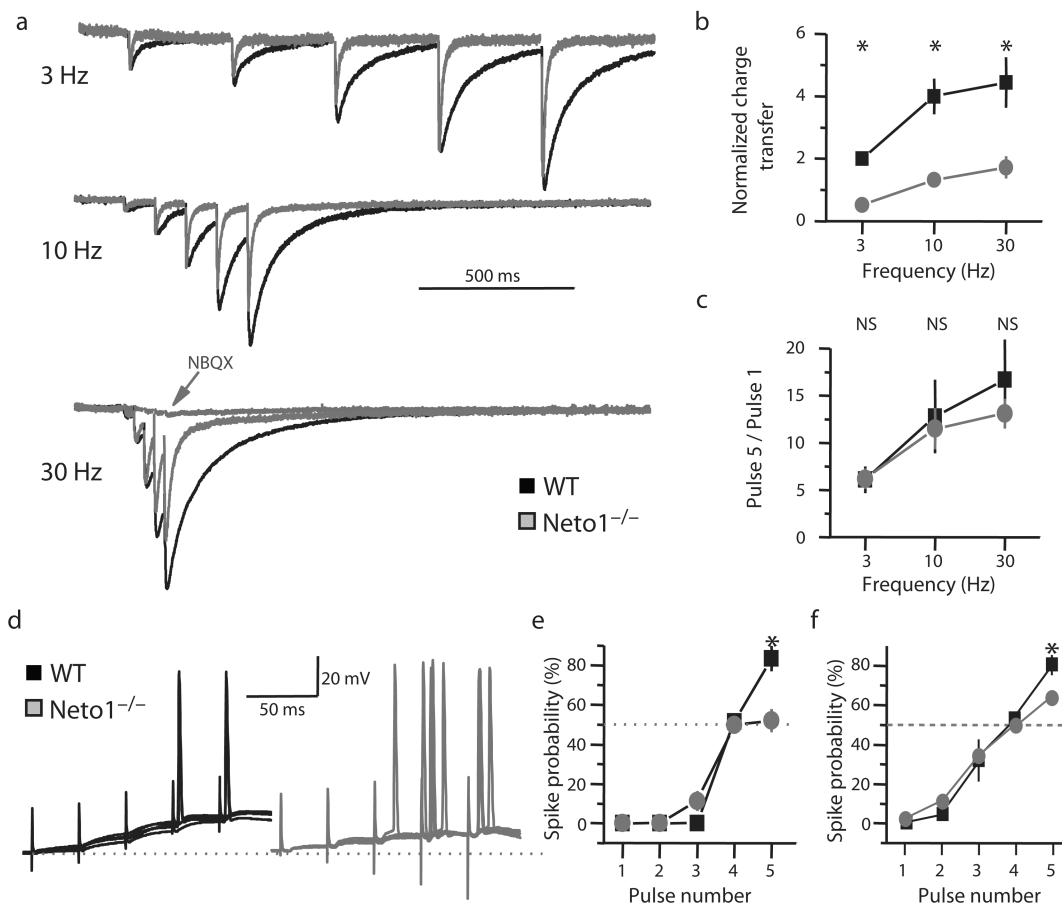 a
3 Hz
10 Hz
500 ms
NBQX
30 Hz
WT
Neto1⁻/⁻
b
Normalized charge
transfer
6
4
2
0
* * *
3 10 30
Frequency (Hz)
c
NS NS NS
Pulse 5 / Pulse 1
20
15
10
5
0
3 10 30
Frequency (Hz)
d
WT
Neto1⁻/⁻
20 mV
50 ms
e
Spike probability (%)
80
60
40
20
0
*
1 2 3 4 5
Pulse number
f
Spike probability (%)
80
60
40
20
0
*
1 2 3 4 5
Pulse number